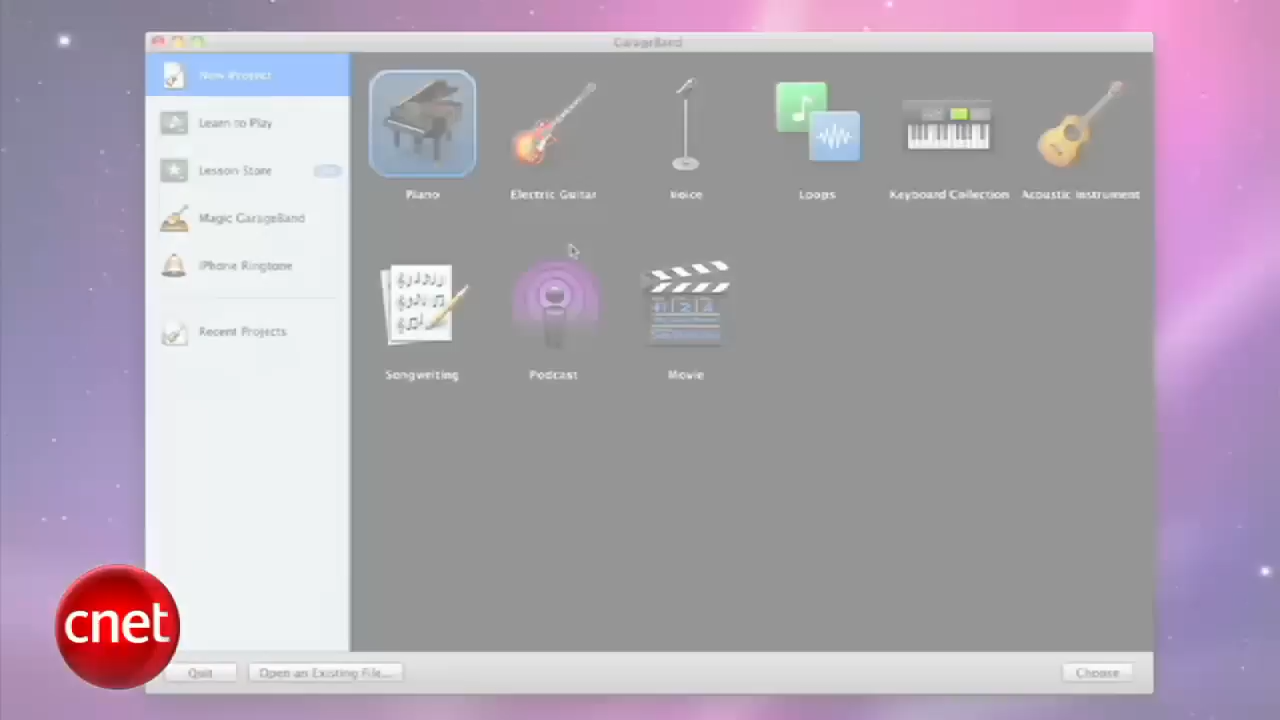 GarageBand
New Project
Learn to Play
Lesson Store
Magic GarageBand
iPhone Ringtone
Recent Projects
Piano
Electric Guitar
Voice
Loops
Keyboard Collection
Acoustic Instrument
Songwriting
Podcast
Movie
cnet
Quit
Open an Existing File...
Choose